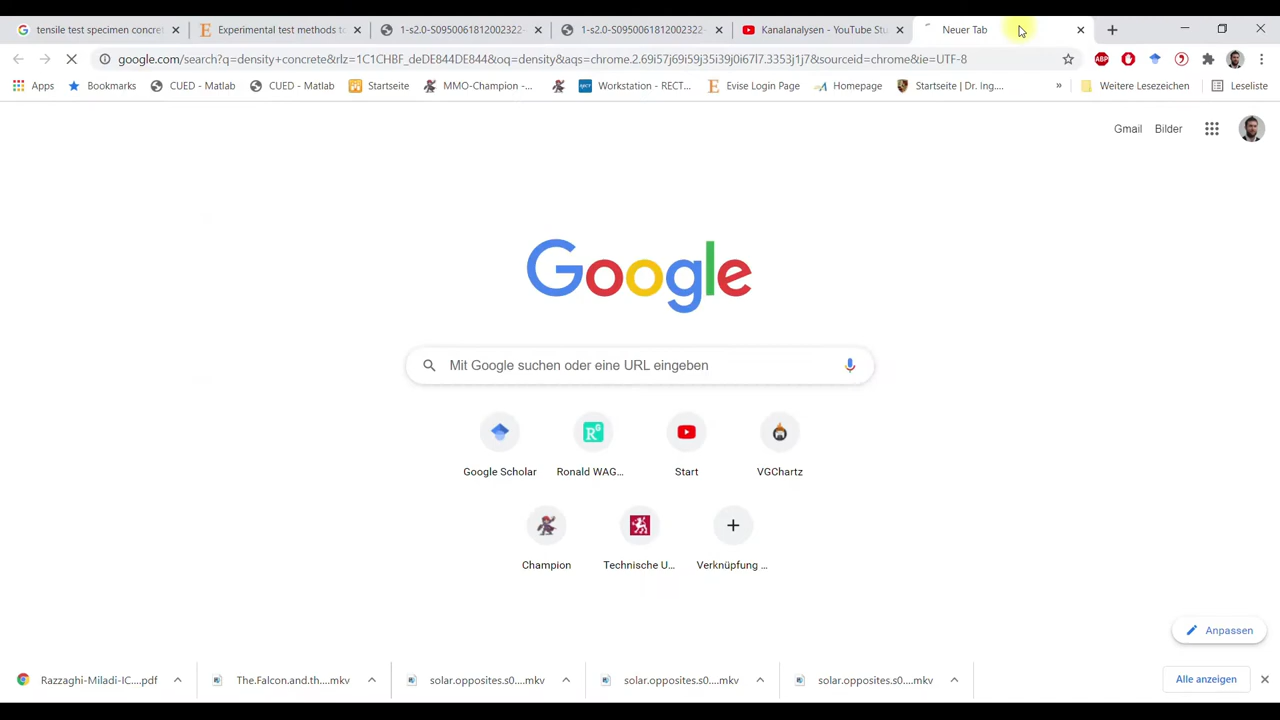 tensile test specimen concre
Experimental test methods to
1-s2.0-S0950061812002322-
1-s2.0-S0950061812002322-
Kanalanalysen - YouTube Stu
Neuer Tab
google.com/search?q=utnsity+concrete&rlz=1C1CHBF_deDE844DE844&oq=density&aqs=chrome.2.69i57j69i59j35i39j0i67l7.3353j1j7&sourceid=chrome&ie=UTF-8
ABP
Apps
Bookmarks
CUED - Matlab
CUED - Matlab
Startseite
MMO-Champion -...
Workstation - RECT...
Evise Login Page
Homepage
Startseite | Dr. Ing....
»
Weitere Lesezeichen
Leseliste
Gmail
Bilder
Google
Mit Google suchen oder eine URL eingeben
Google Scholar
Ronald WAG...
Start
VGChartz
Champion
Technische U...
Verknüpfung ...
Anpassen
Razzaghi-Miladi-IC....pdf
The.Falcon.and.th....mkv
solar.opposites.s0....mkv
solar.opposites.s0....mkv
solar.opposites.s0....mkv
Alle anzeigen